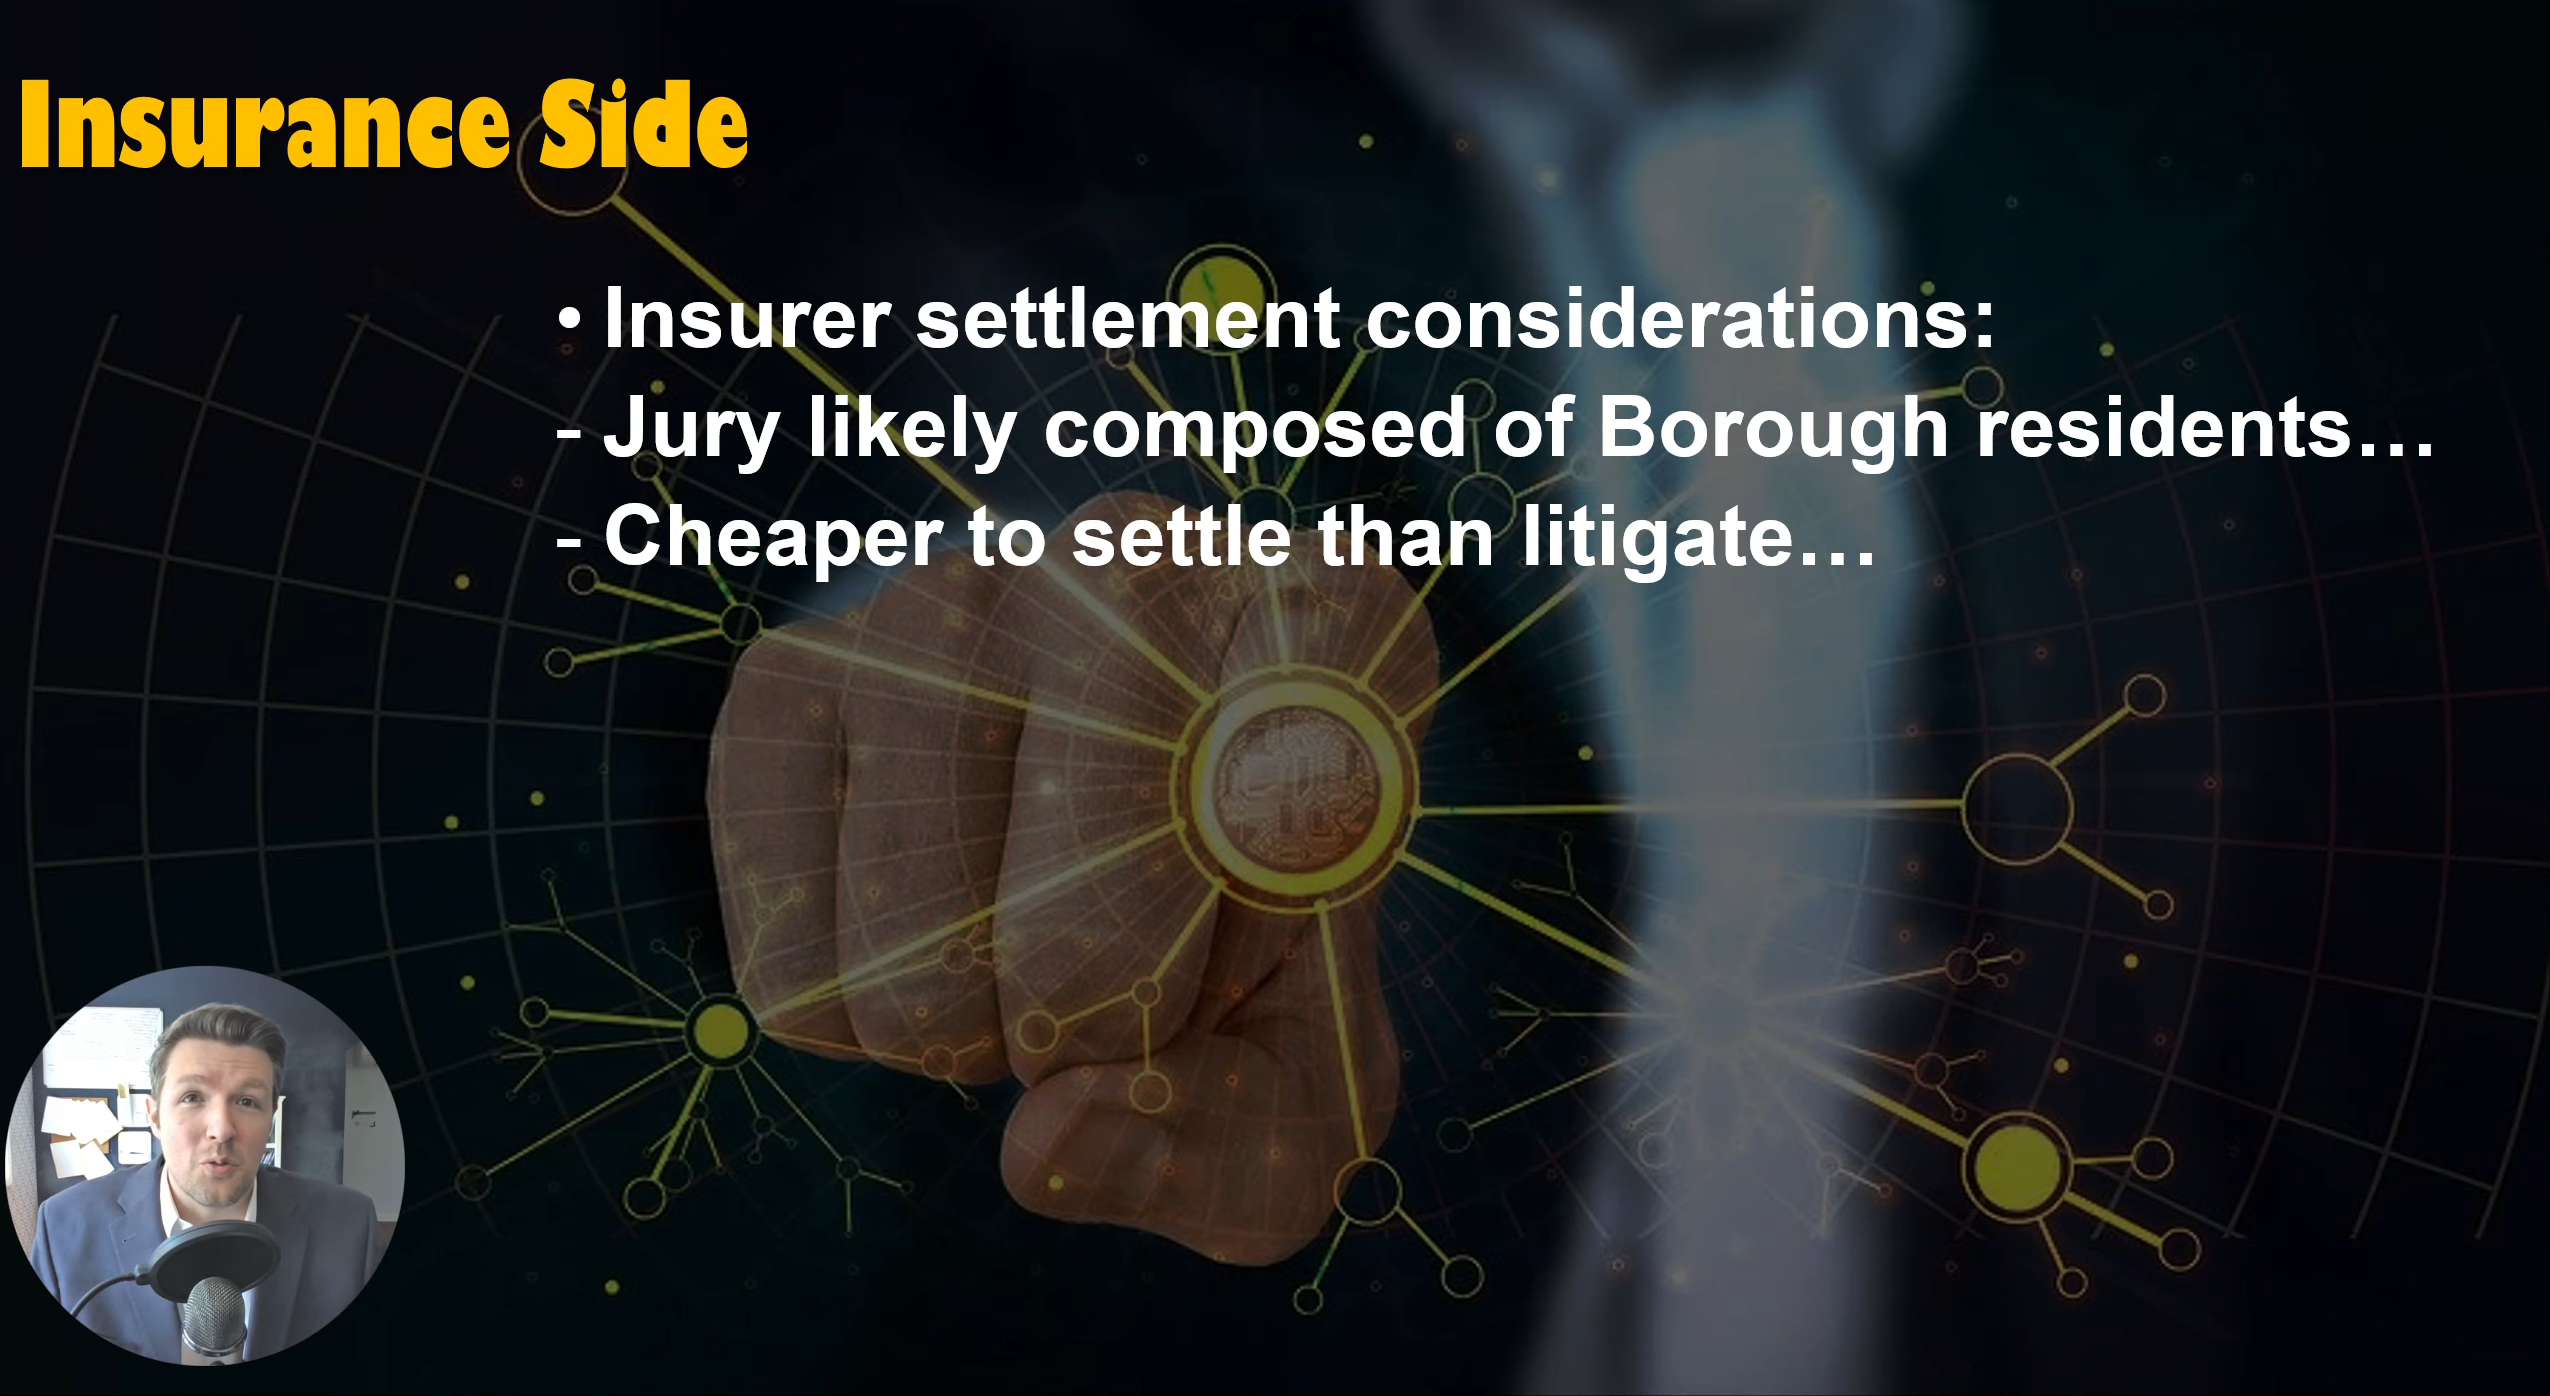 Insurance Side
• Insurer settlement considerations:
- Jury likely composed of Borough residents…
- Cheaper to settle than litigate…